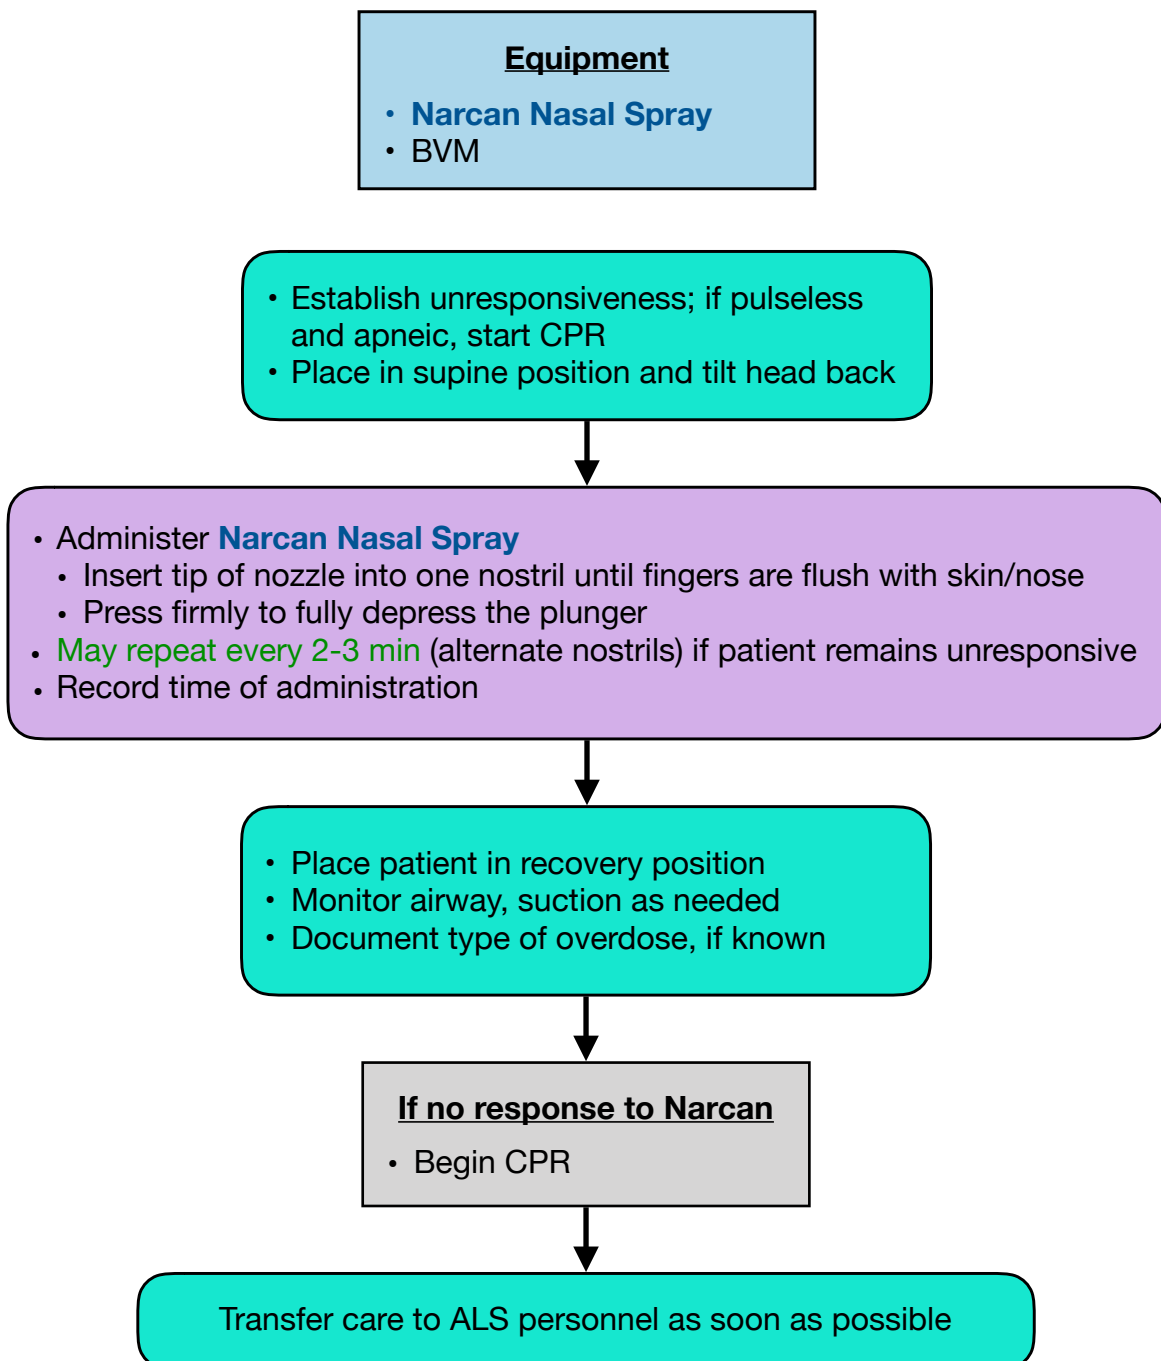 Equipment
• Narcan Nasal Spray
• BVM
• Establish unresponsiveness; if pulseless
and apneic, start CPR
• Place in supine position and tilt head back
• Administer Narcan Nasal Spray
• Insert tip of nozzle into one nostril until fingers are flush with skin/nose
• Press firmly to fully depress the plunger
• May repeat every 2-3 min (alternate nostrils) if patient remains unresponsive
• Record time of administration
• Place patient in recovery position
• Monitor airway, suction as needed
• Document type of overdose, if known
If no response to Narcan
• Begin CPR
Transfer care to ALS personnel as soon as possible